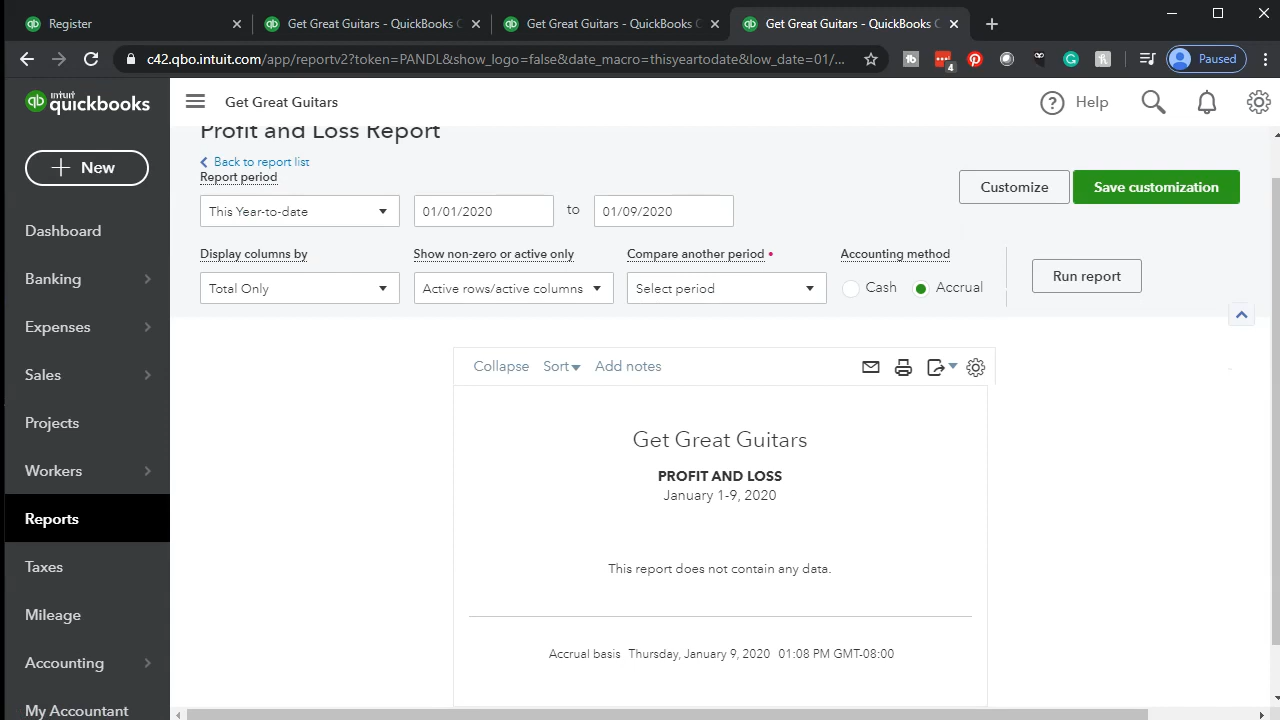 Register
Get Great Guitars - QuickBooks C
Get Great Guitars - QuickBooks C
Get Great Guitars - QuickBooks C
c42.qbo.intuit.com/app/reportv2?token=PANDL&show_logo=false&date_macro=thisyeartodate&low_date=01/...
4
Paused
intuit
quickbooks
Get Great Guitars
Help
New
Dashboard
Banking
Expenses
Sales
Projects
Workers
Reports
Taxes
Mileage
Accounting
My Accountant
Profit and Loss Report
Back to report list
Report period
This Year-to-date
01/01/2020
to
01/09/2020
Customize
Save customization
Display columns by
Show non-zero or active only
Compare another period
Accounting method
Total Only
Active rows/active columns
Select period
Cash
Accrual
Run report
Collapse
Sort
Add notes
Get Great Guitars
PROFIT AND LOSS
January 1-9, 2020
This report does not contain any data.
Accrual basis Thursday, January 9, 2020 01:08 PM GMT-08:00